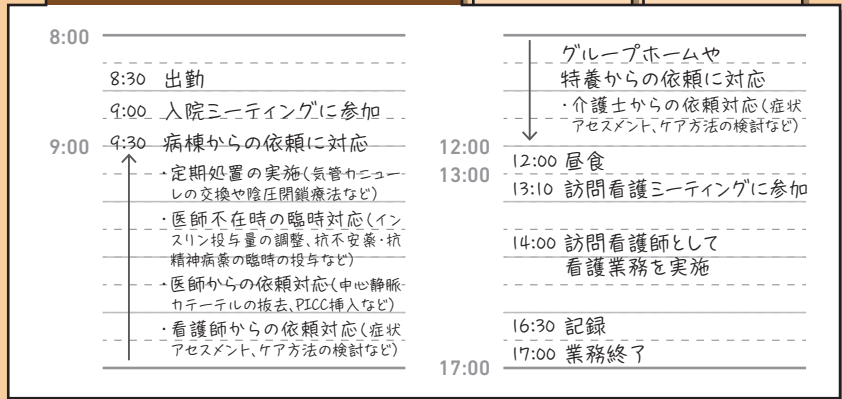 8:00
8:30 出勤
9:00 入院ミーティングに参加
9:00
9:30 病棟からの依頼に対応
・定期処置の実施(気管カニュー
レの交換や陰圧閉鎖療法など)
・医師不在時の臨時対応(イン
スリン投与量の調整、抗不安薬・抗
精神病薬の臨時の投与など)
・医師からの依頼対応(中心静脈
カテーテルの抜去、PICC挿入など)
・看護師からの依頼対応(症状
アセスメント、ケア方法の検討など)
グループホームや
特養からの依頼に対応
・介護士からの依頼対応(症状
アセスメント、ケア方法の検討など)
12:00
12:00 昼食
13:00
13:10 訪問看護ミーティングに参加
14:00 訪問看護師として
看護業務を実施
16:30 記録
17:00 業務終了
17:00